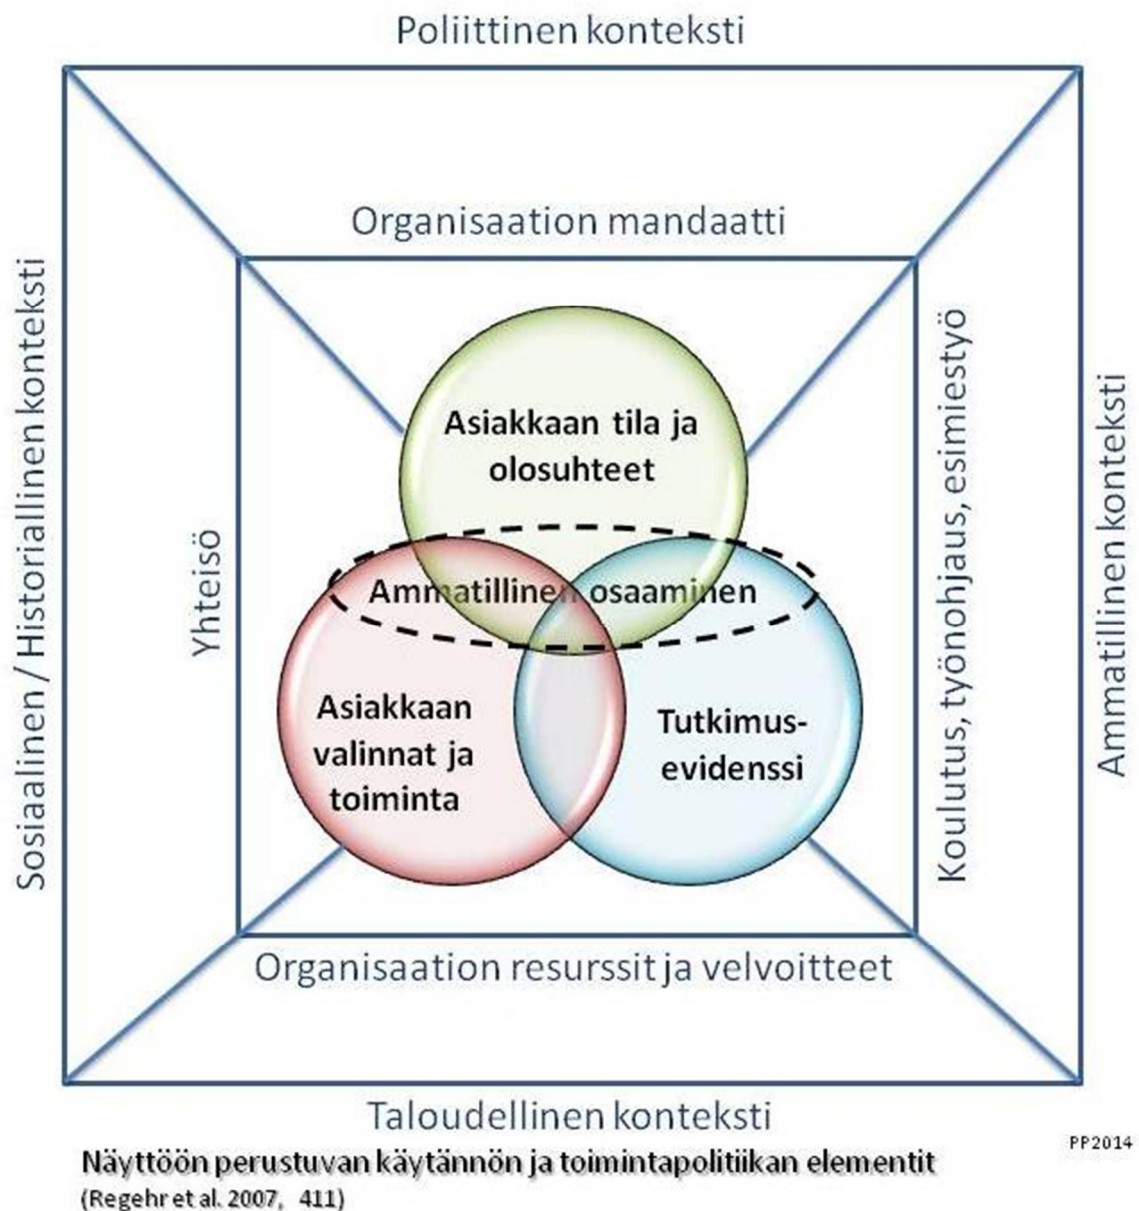 Poliittinen konteksti
Organisaation mandaatti
Sosiaalinen / Historiallinen konteksti
Yhteisö
Asiakkaan tila ja
olosuhteet
Ammatillinen osaaminen
Asiakkaan
valinnat ja
toiminta
Tutkimus-
evidenssi
Koulutus, työnohjaus, esimiestyö
Ammatillinen konteksti
Organisaation resurssit ja velvoitteet
Taloudellinen konteksti
PP2014
Näyttöön perustuvan käytännön ja toimintapolitiikan elementit
(Regehr et al. 2007, 411)